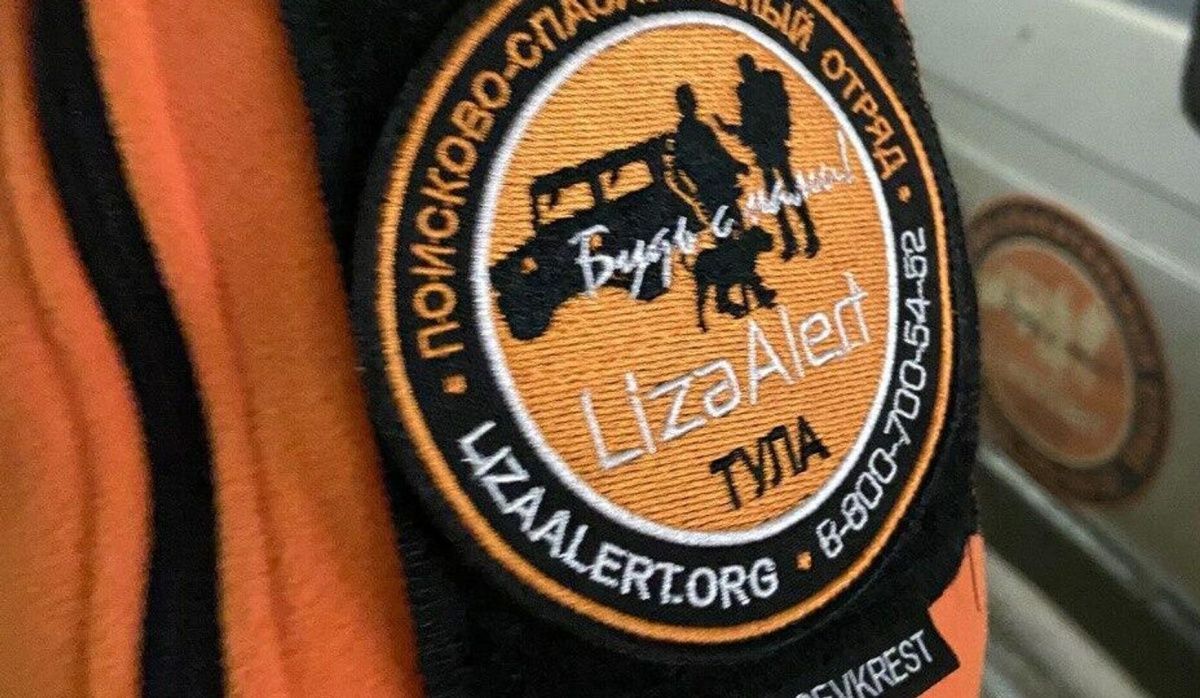 ПОИСКОВО-СПАСАТЕЛЬНЫЙ ОТРЯД
Будь с нами!
LizaAlert
ТУЛА
LIZAALERT.ORG
8-800-700-54-52